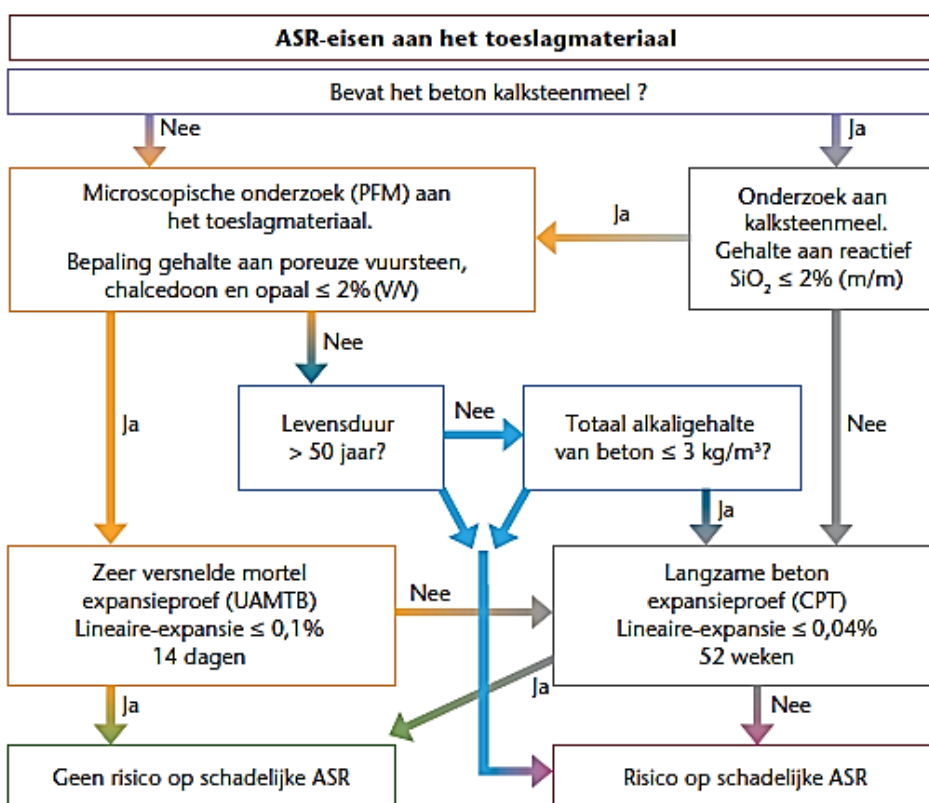 ASR-eisen aan het toeslagmateriaal
Bevat het beton kalksteenmeel ?
Nee
Ja
Microscopische onderzoek (PFM) aan
het toeslagmateriaal.
Bepaling gehalte aan poreuze vuursteen,
chalcedoon en opaal ≤ 2% (V/V)
Ja
Onderzoek aan
kalksteenmeel.
Gehalte aan reactief
SiO₂ ≤ 2% (m/m)
Ja
Nee
Levensduur
> 50 jaar?
Nee
Totaal alkaligehalte
van beton ≤ 3 kg/m³?
Nee
Ja
Zeer versnelde mortel
expansieproef (UAMTB)
Lineaire-expansie ≤ 0,1%
14 dagen
Nee
Langzame beton
expansieproef (CPT)
Lineaire-expansie ≤ 0,04%
52 weken
Ja
Ja
Nee
Geen risico op schadelijke ASR
Risico op schadelijke ASR